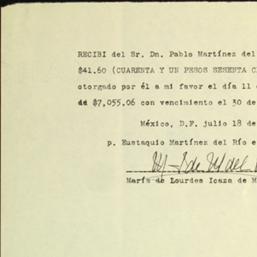 RECIBI del Sr. Dn. Pablo Martínez del
$41.60 (CUARENTA Y UN PESOS SESENTA C
otorgado por él a mi favor el día 11 d
dd $7,055.06 con vencimiento el 30 de
México, D.F. julio 18 de
p. Eustaquio Martínez del Río e
María de Lourdes Icaza de M